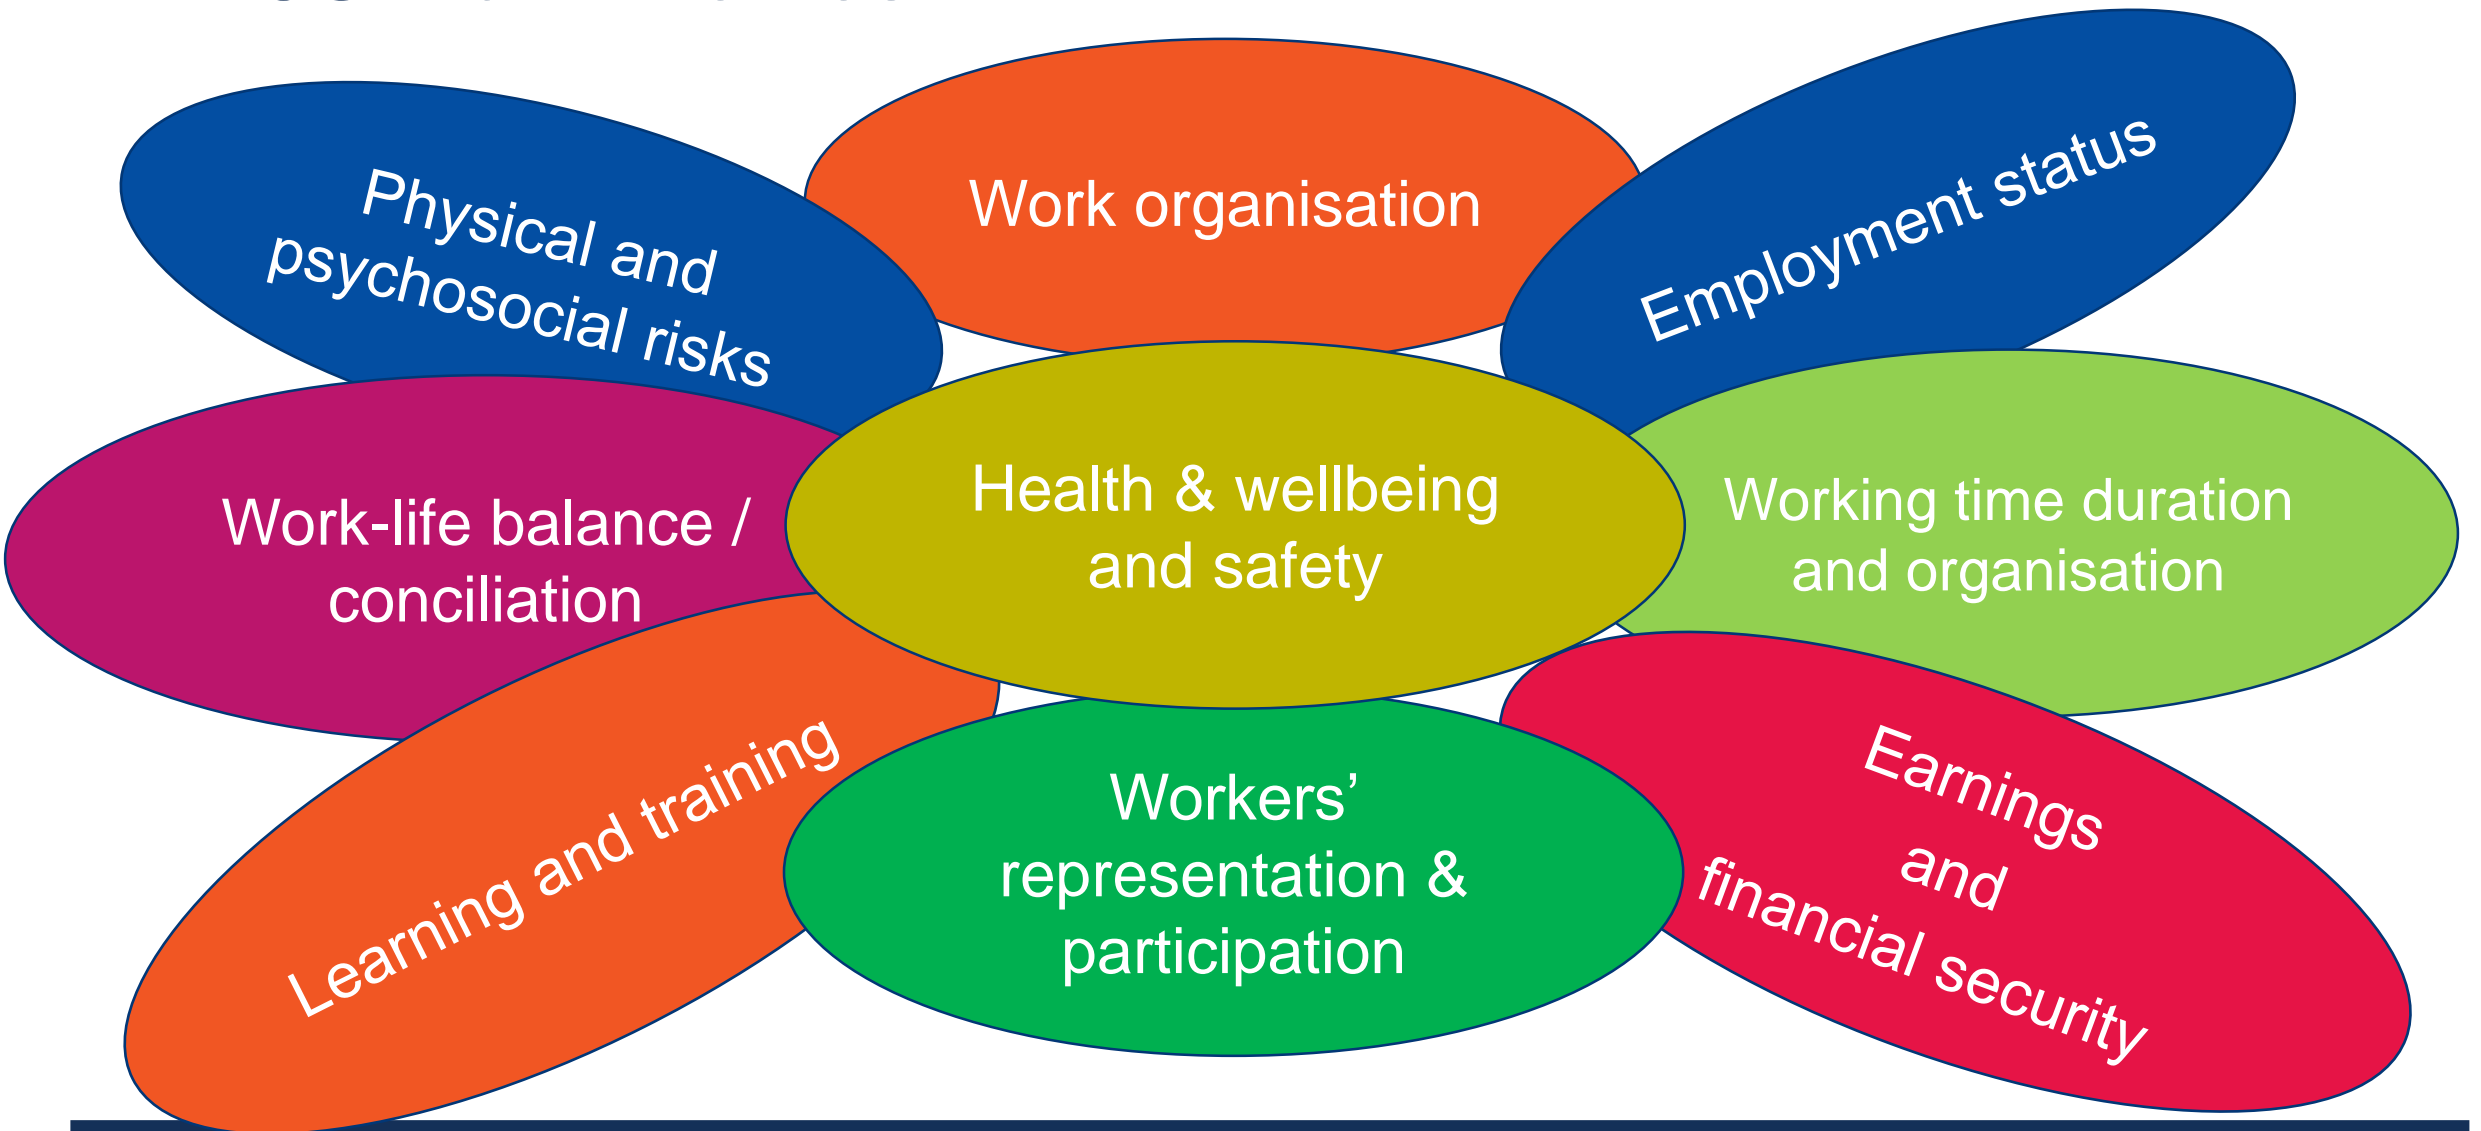 Physical and
psychosocial risks
Work organisation
Employment status
Work-life balance /
conciliation
Health & wellbeing
and safety
Working time duration
and organisation
Learning and training
Workers’
representation &
participation
Earnings
and
financial security